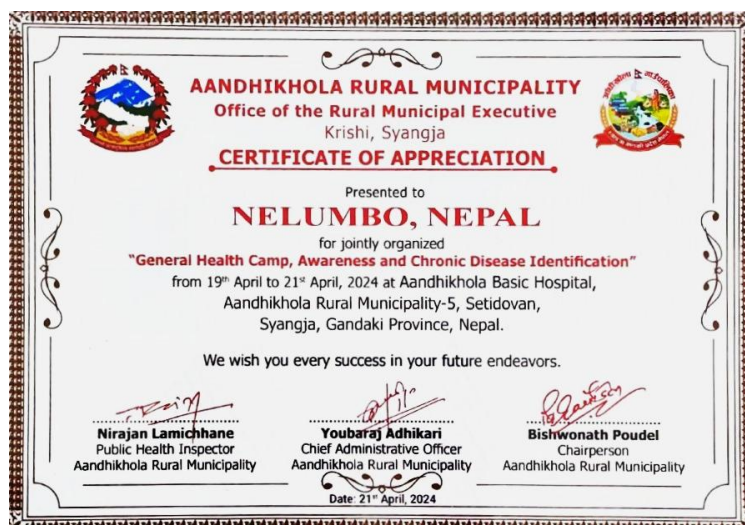 AANDHIKHOLA RURAL MUNICIPALITY
Office of the Rural Municipal Executive
Krishi, Syangja
CERTIFICATE OF APPRECIATION
Presented to
NELUMBO, NEPAL
for jointly organized
"General Health Camp, Awareness and Chronic Disease Identification"
from 19th April to 21st April, 2024 at Aandhikhola Basic Hospital,
Aandhikhola Rural Municipality-5, Setidovan,
Syangja, Gandaki Province, Nepal.
We wish you every success in your future endeavors.
Nirajan Lamichhane
Public Health Inspector
Aandhikhola Rural Municipality
Youbaraj Adhikari
Chief Administrative Officer
Aandhikhola Rural Municipality
Bishwonath Poudel
Chairperson
Aandhikhola Rural Municipality
Date: 21st April, 2024